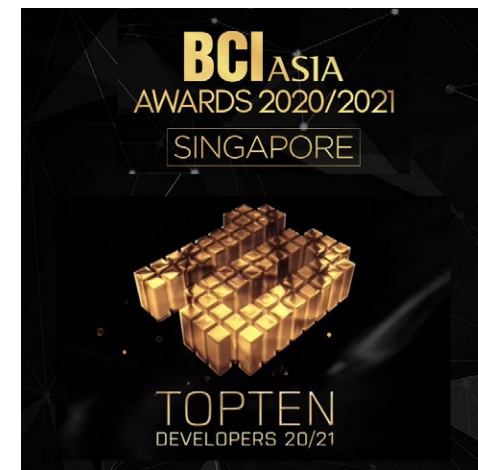 BCI ASIA
AWARDS 2020/2021
SINGAPORE
TOPTEN
DEVELOPERS 20/21